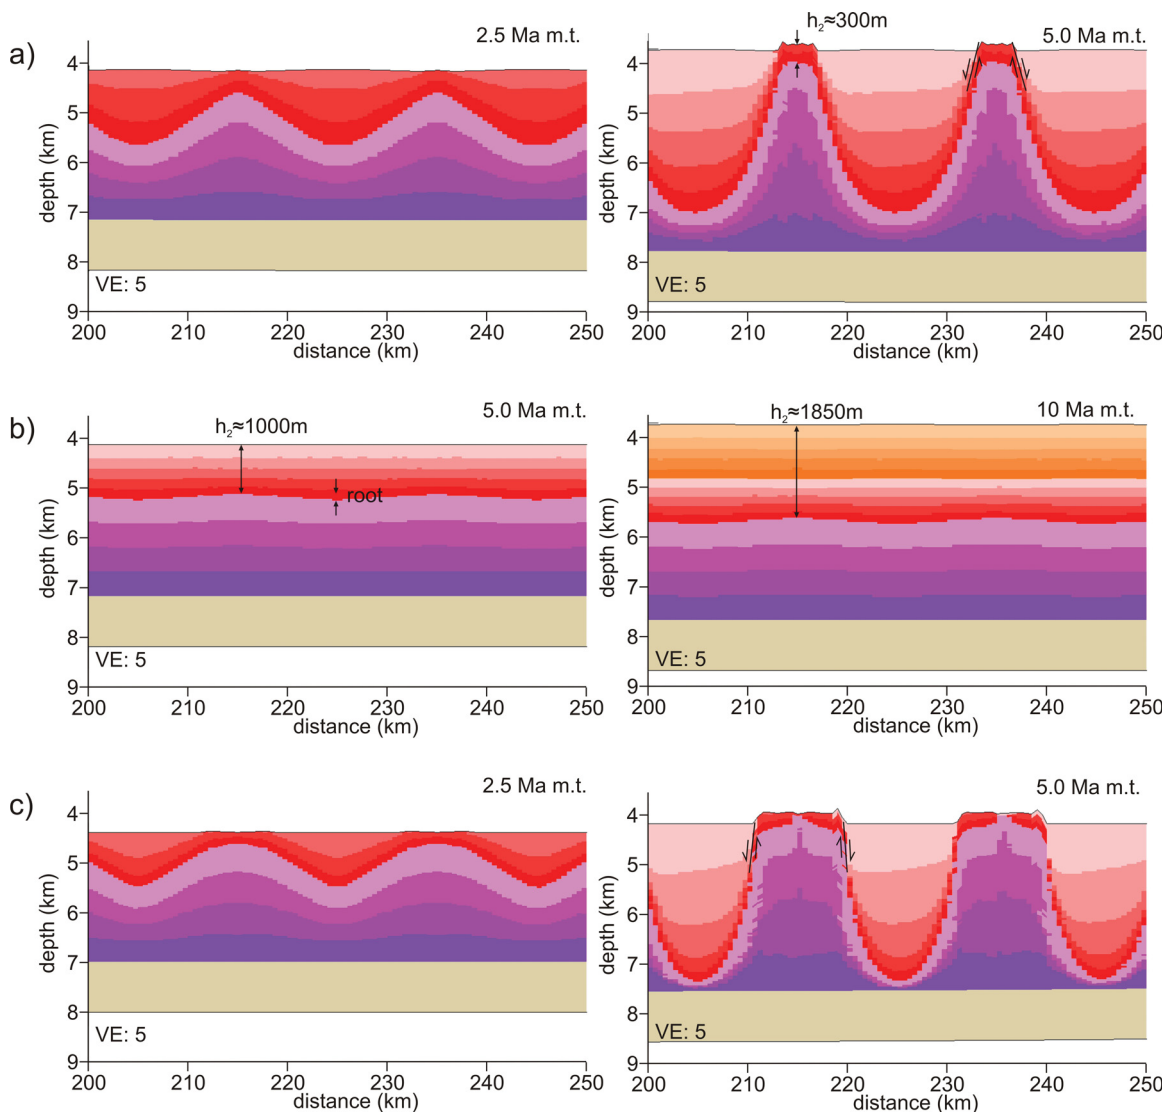 a)
2.5 Ma m.t.
4
5
6
7
8
9
depth (km)
VE: 5
200 210 220 230 240 250
distance (km)
h₂≈300m
5.0 Ma m.t.
4
5
6
7
8
9
depth (km)
VE: 5
200 210 220 230 240 250
distance (km)
b)
5.0 Ma m.t.
h₂≈1000m
root
4
5
6
7
8
9
depth (km)
VE: 5
200 210 220 230 240 250
distance (km)
h₂≈1850m
10 Ma m.t.
4
5
6
7
8
9
depth (km)
VE: 5
200 210 220 230 240 250
distance (km)
c)
2.5 Ma m.t.
4
5
6
7
8
9
depth (km)
VE: 5
200 210 220 230 240 250
distance (km)
5.0 Ma m.t.
4
5
6
7
8
9
depth (km)
VE: 5
200 210 220 230 240 250
distance (km)